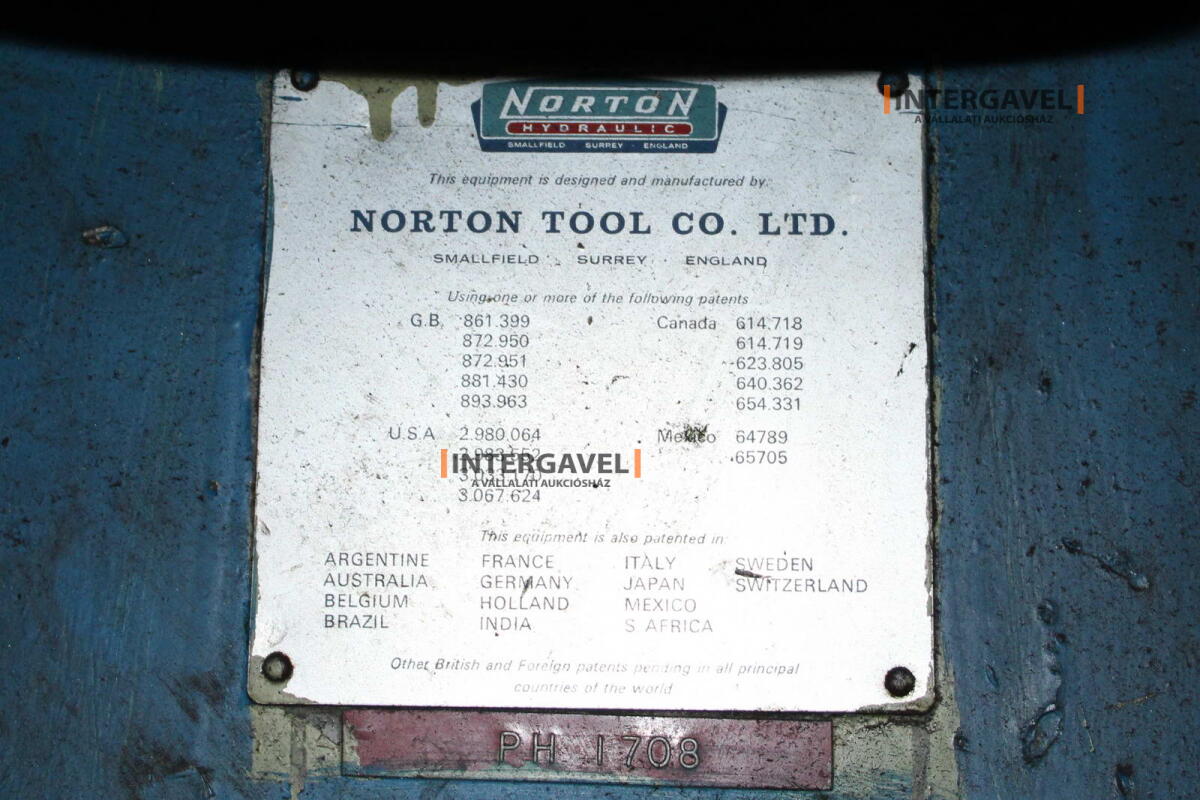 NORTON
HYDRAULIC
SMALLFIELD SURREY · ENGLAND
INTERGAVEL
A VÁLLALATI AUKCIÓSHÁZ
This equipment is designed and manufactured by:
NORTON TOOL CO. LTD.
SMALLFIELD · SURREY · ENGLAND
Using one or more of the following patents
G.B. 861.399 Canada 614.718
872.950 614.719
872.951 623.805
881.430 640.362
893.963 654.331
U.S.A. 2.980.064 Mexico 64789
65705
INTERGAVEL
A VÁLLALATI AUKCIÓSHÁZ
3.067.624
This equipment is also patented in:
ARGENTINE FRANCE ITALY SWEDEN
AUSTRALIA GERMANY JAPAN SWITZERLAND
BELGIUM HOLLAND MEXICO
BRAZIL INDIA S AFRICA
Other British and Foreign patents pending in all principal
countries of the world
PH 1708